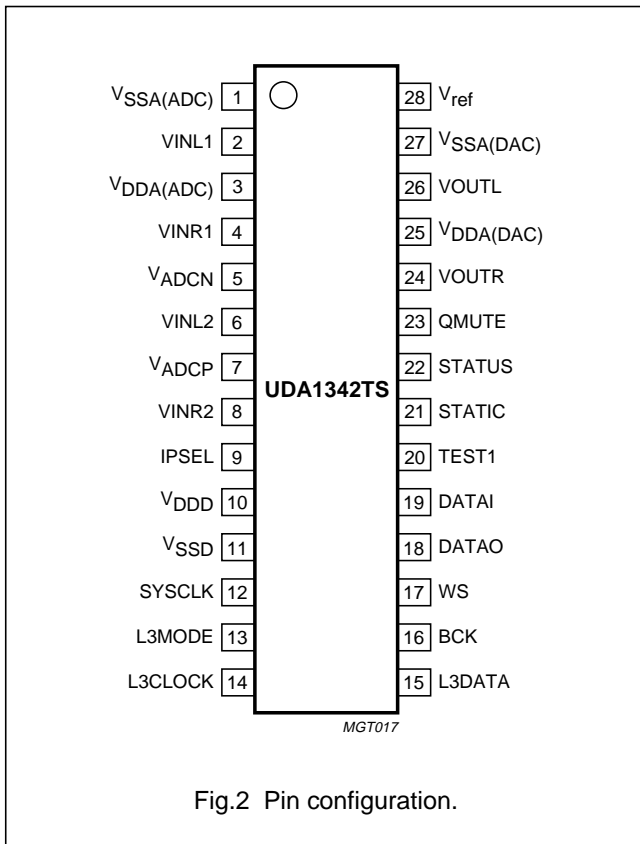 VSSA(ADC) 1
VINL1 2
VDDA(ADC) 3
VINR1 4
VADCN 5
VINL2 6
VADCP 7
VINR2 8
IPSEL 9
VDDD 10
VSSD 11
SYSCLK 12
L3MODE 13
L3CLOCK 14
UDA1342TS
28 Vref
27 VSSA(DAC)
26 VOUTL
25 VDDA(DAC)
24 VOUTR
23 QMUTE
22 STATUS
21 STATIC
20 TEST1
19 DATAI
18 DATAO
17 WS
16 BCK
15 L3DATA
MGT017
Fig.2 Pin configuration.